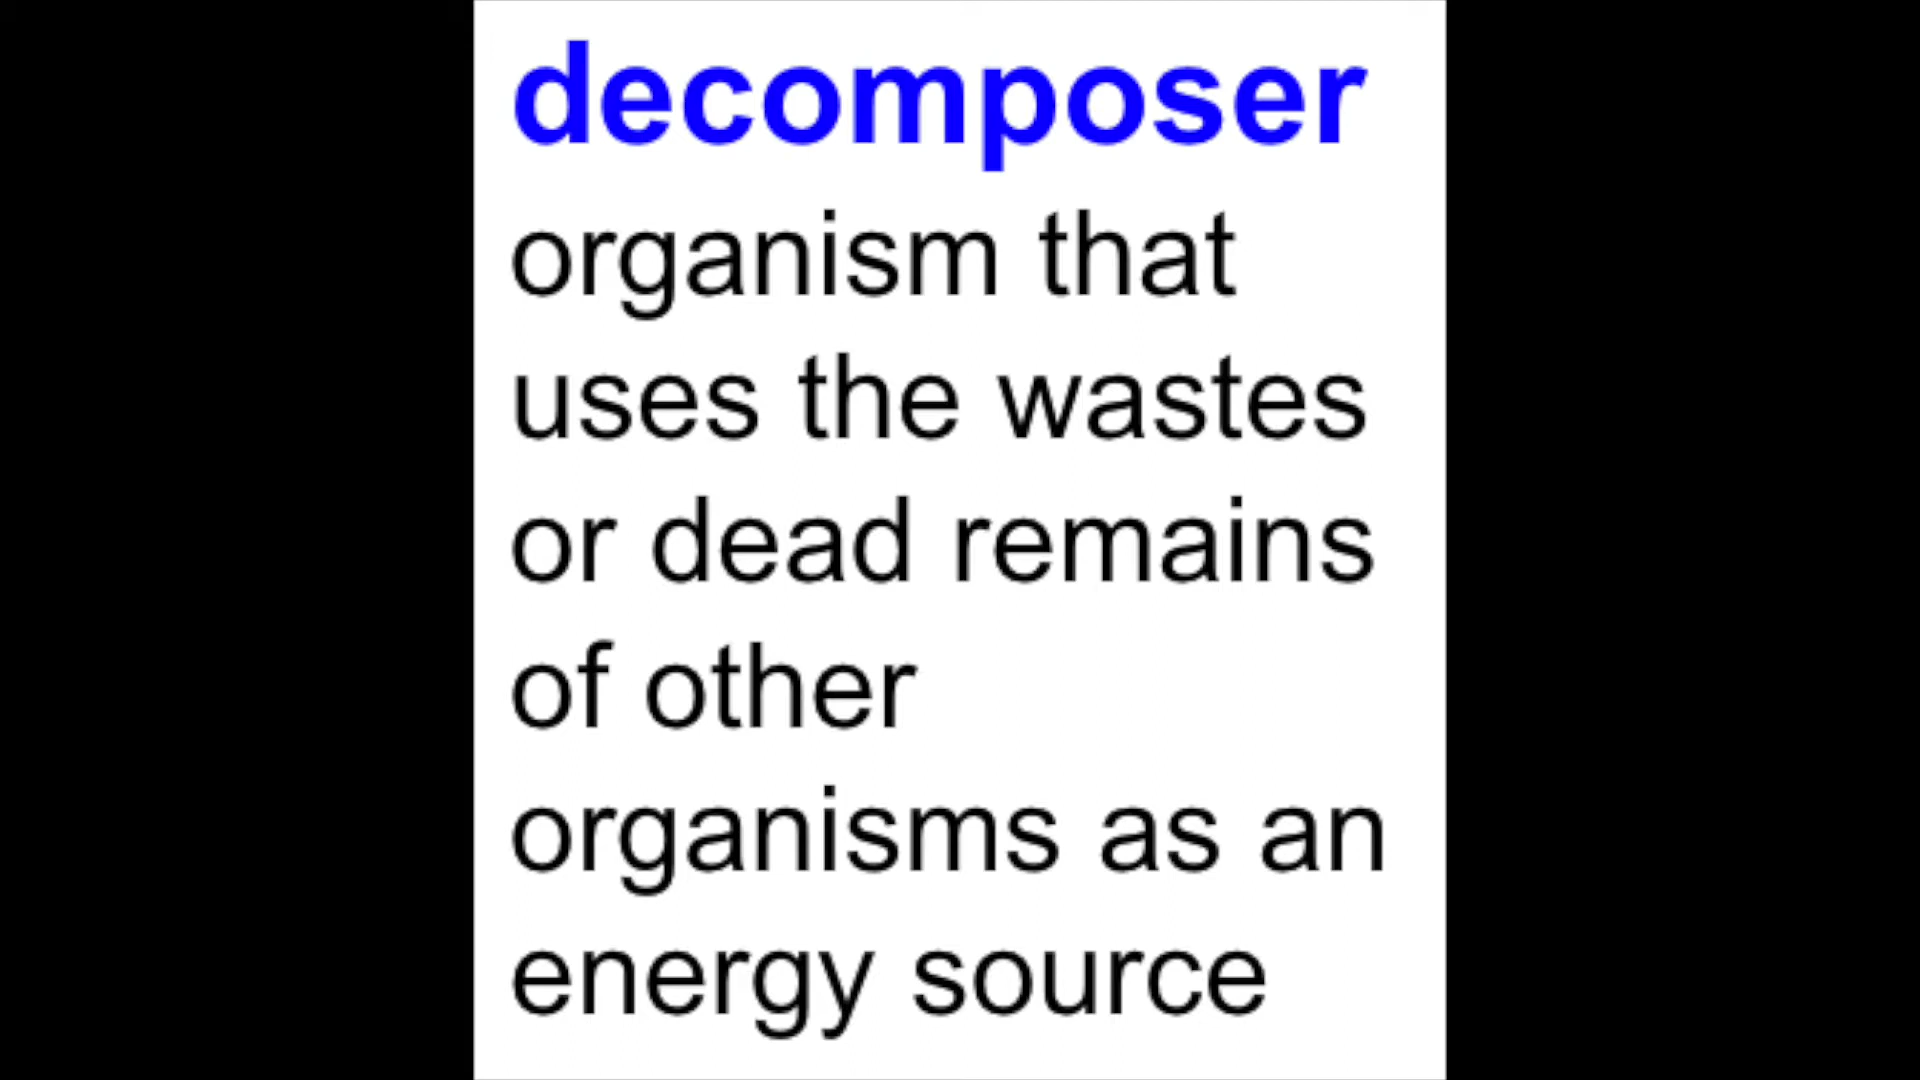 decomposer
organism that
uses the wastes
or dead remains
of other
organisms as an
energy source